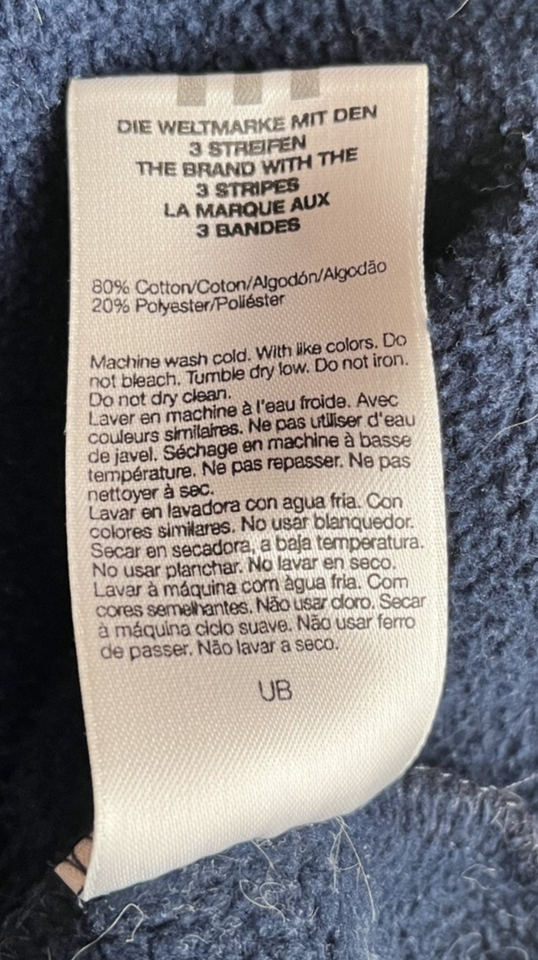 DIE WELTMARKE MIT DEN
3 STREIFEN
THE BRAND WITH THE
3 STRIPES
LA MARQUE AUX
3 BANDES
80% Cotton/Coton/Algodón/Algodão
20% Polyester/Poliéster
Machine wash cold. With like colors. Do
not bleach. Tumble dry low. Do not iron.
Do not dry clean.
Laver en machine à l'eau froide. Avec
couleurs similaires. Ne pas utiliser d'eau
de javel. Séchage en machine à basse
température. Ne pas repasser. Ne pas
nettoyer à sec.
Lavar en lavadora con agua fria. Con
colores similares. No usar blanquedor.
Secar en secadora, a baja temperatura.
No usar planchar. No lavar en seco.
Lavar à máquina com àgua fria. Com
cores semelhantes. Não usar cloro. Secar
à máquina ciclo suave. Não usar ferro
de passer. Não lavar a seco.
UB